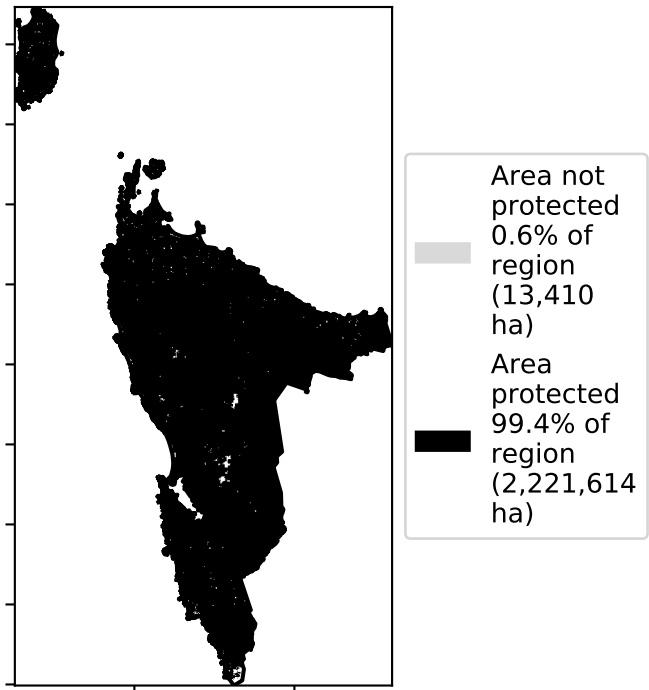 Area not
protected
0.6% of
region
(13,410
ha)
Area
protected
99.4% of
region
(2,221,614
ha)